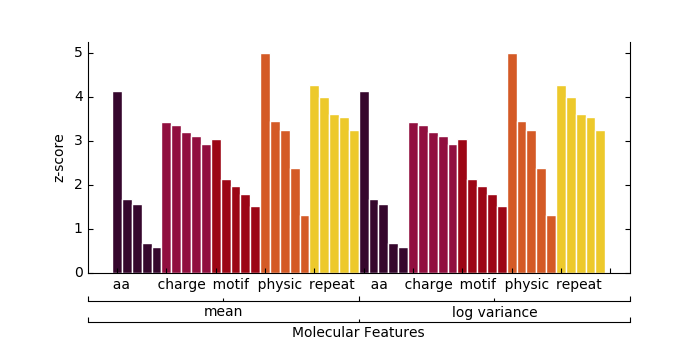 5
4
3
2
1
0
z-score
aa charge motif physic repeat aa charge motif physic repeat
mean log variance
Molecular Features